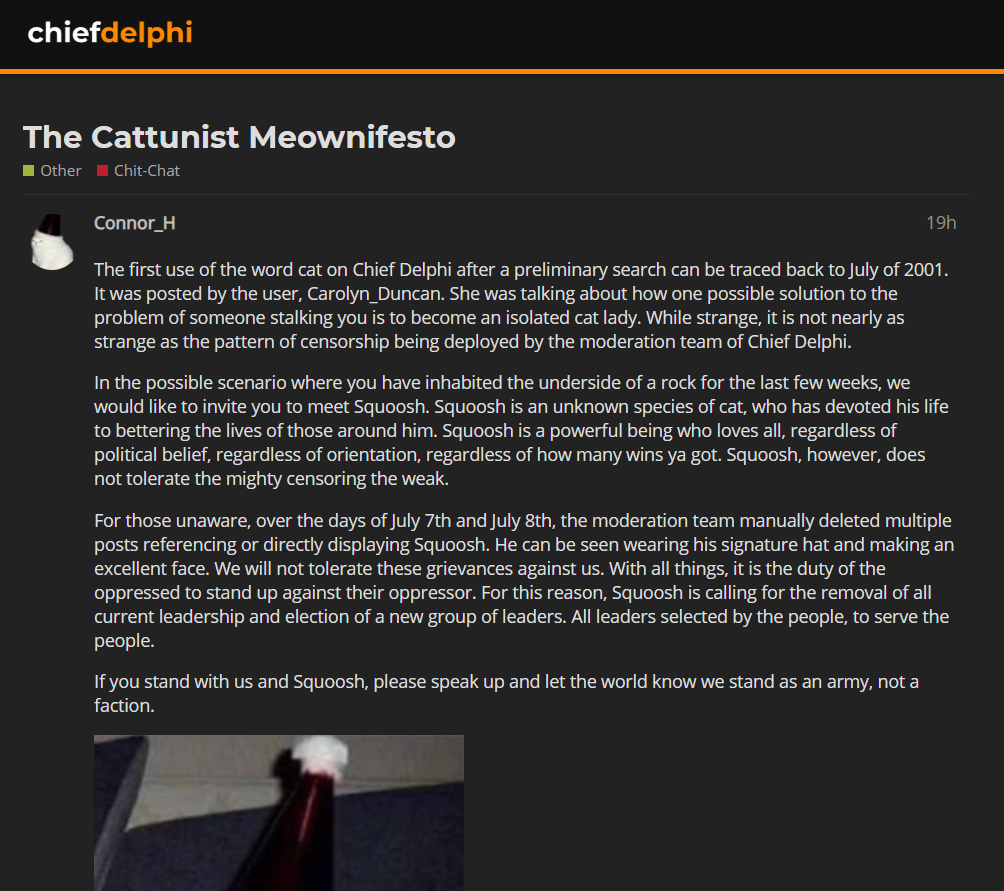 chiefdelphi
The Cattunist Meownifesto
Other Chit-Chat
Connor_H 19h
The first use of the word cat on Chief Delphi after a preliminary search can be traced back to July of 2001.
It was posted by the user, Carolyn_Duncan. She was talking about how one possible solution to the
problem of someone stalking you is to become an isolated cat lady. While strange, it is not nearly as
strange as the pattern of censorship being deployed by the moderation team of Chief Delphi.
In the possible scenario where you have inhabited the underside of a rock for the last few weeks, we
would like to invite you to meet Squoosh. Squoosh is an unknown species of cat, who has devoted his life
to bettering the lives of those around him. Squoosh is a powerful being who loves all, regardless of
political belief, regardless of orientation, regardless of how many wins ya got. Squoosh, however, does
not tolerate the mighty censoring the weak.
For those unaware, over the days of July 7th and July 8th, the moderation team manually deleted multiple
posts referencing or directly displaying Squoosh. He can be seen wearing his signature hat and making an
excellent face. We will not tolerate these grievances against us. With all things, it is the duty of the
oppressed to stand up against their oppressor. For this reason, Squoosh is calling for the removal of all
current leadership and election of a new group of leaders. All leaders selected by the people, to serve the
people.
If you stand with us and Squoosh, please speak up and let the world know we stand as an army, not a
faction.